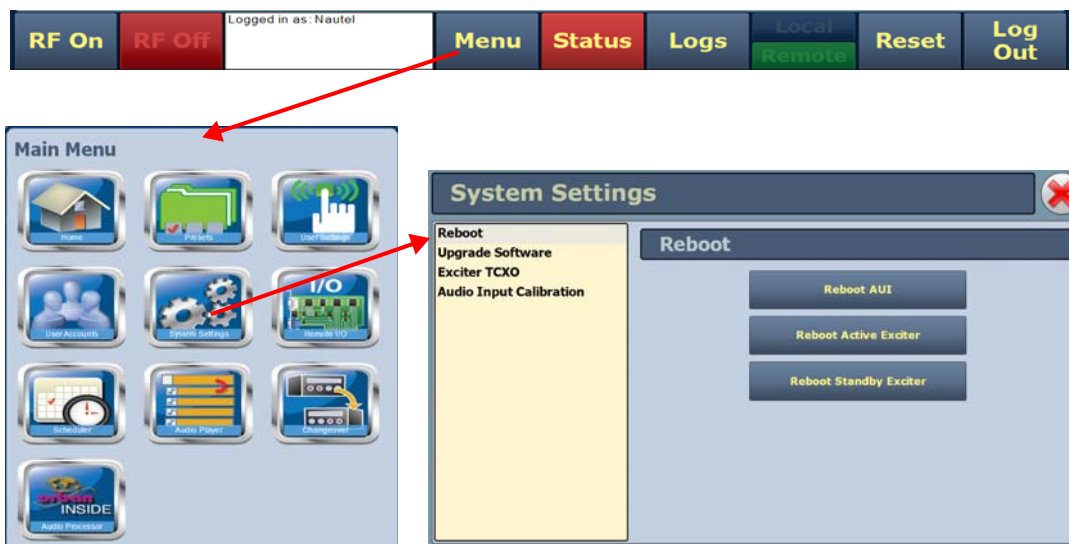 RF On
RF Off
Logged in as: Nautel
Menu
Status
Logs
Local
Remote
Reset
Log
Out
Main Menu
Home
Presets
User Settings
User Accounts
System Settings
I/O
Remote I/O
Scheduler
Audio Player
Changeover
orban
INSIDE
Audio Processor
System Settings
Reboot
Upgrade Software
Exciter TCXO
Audio Input Calibration
Reboot
Reboot AUI
Reboot Active Exciter
Reboot Standby Exciter